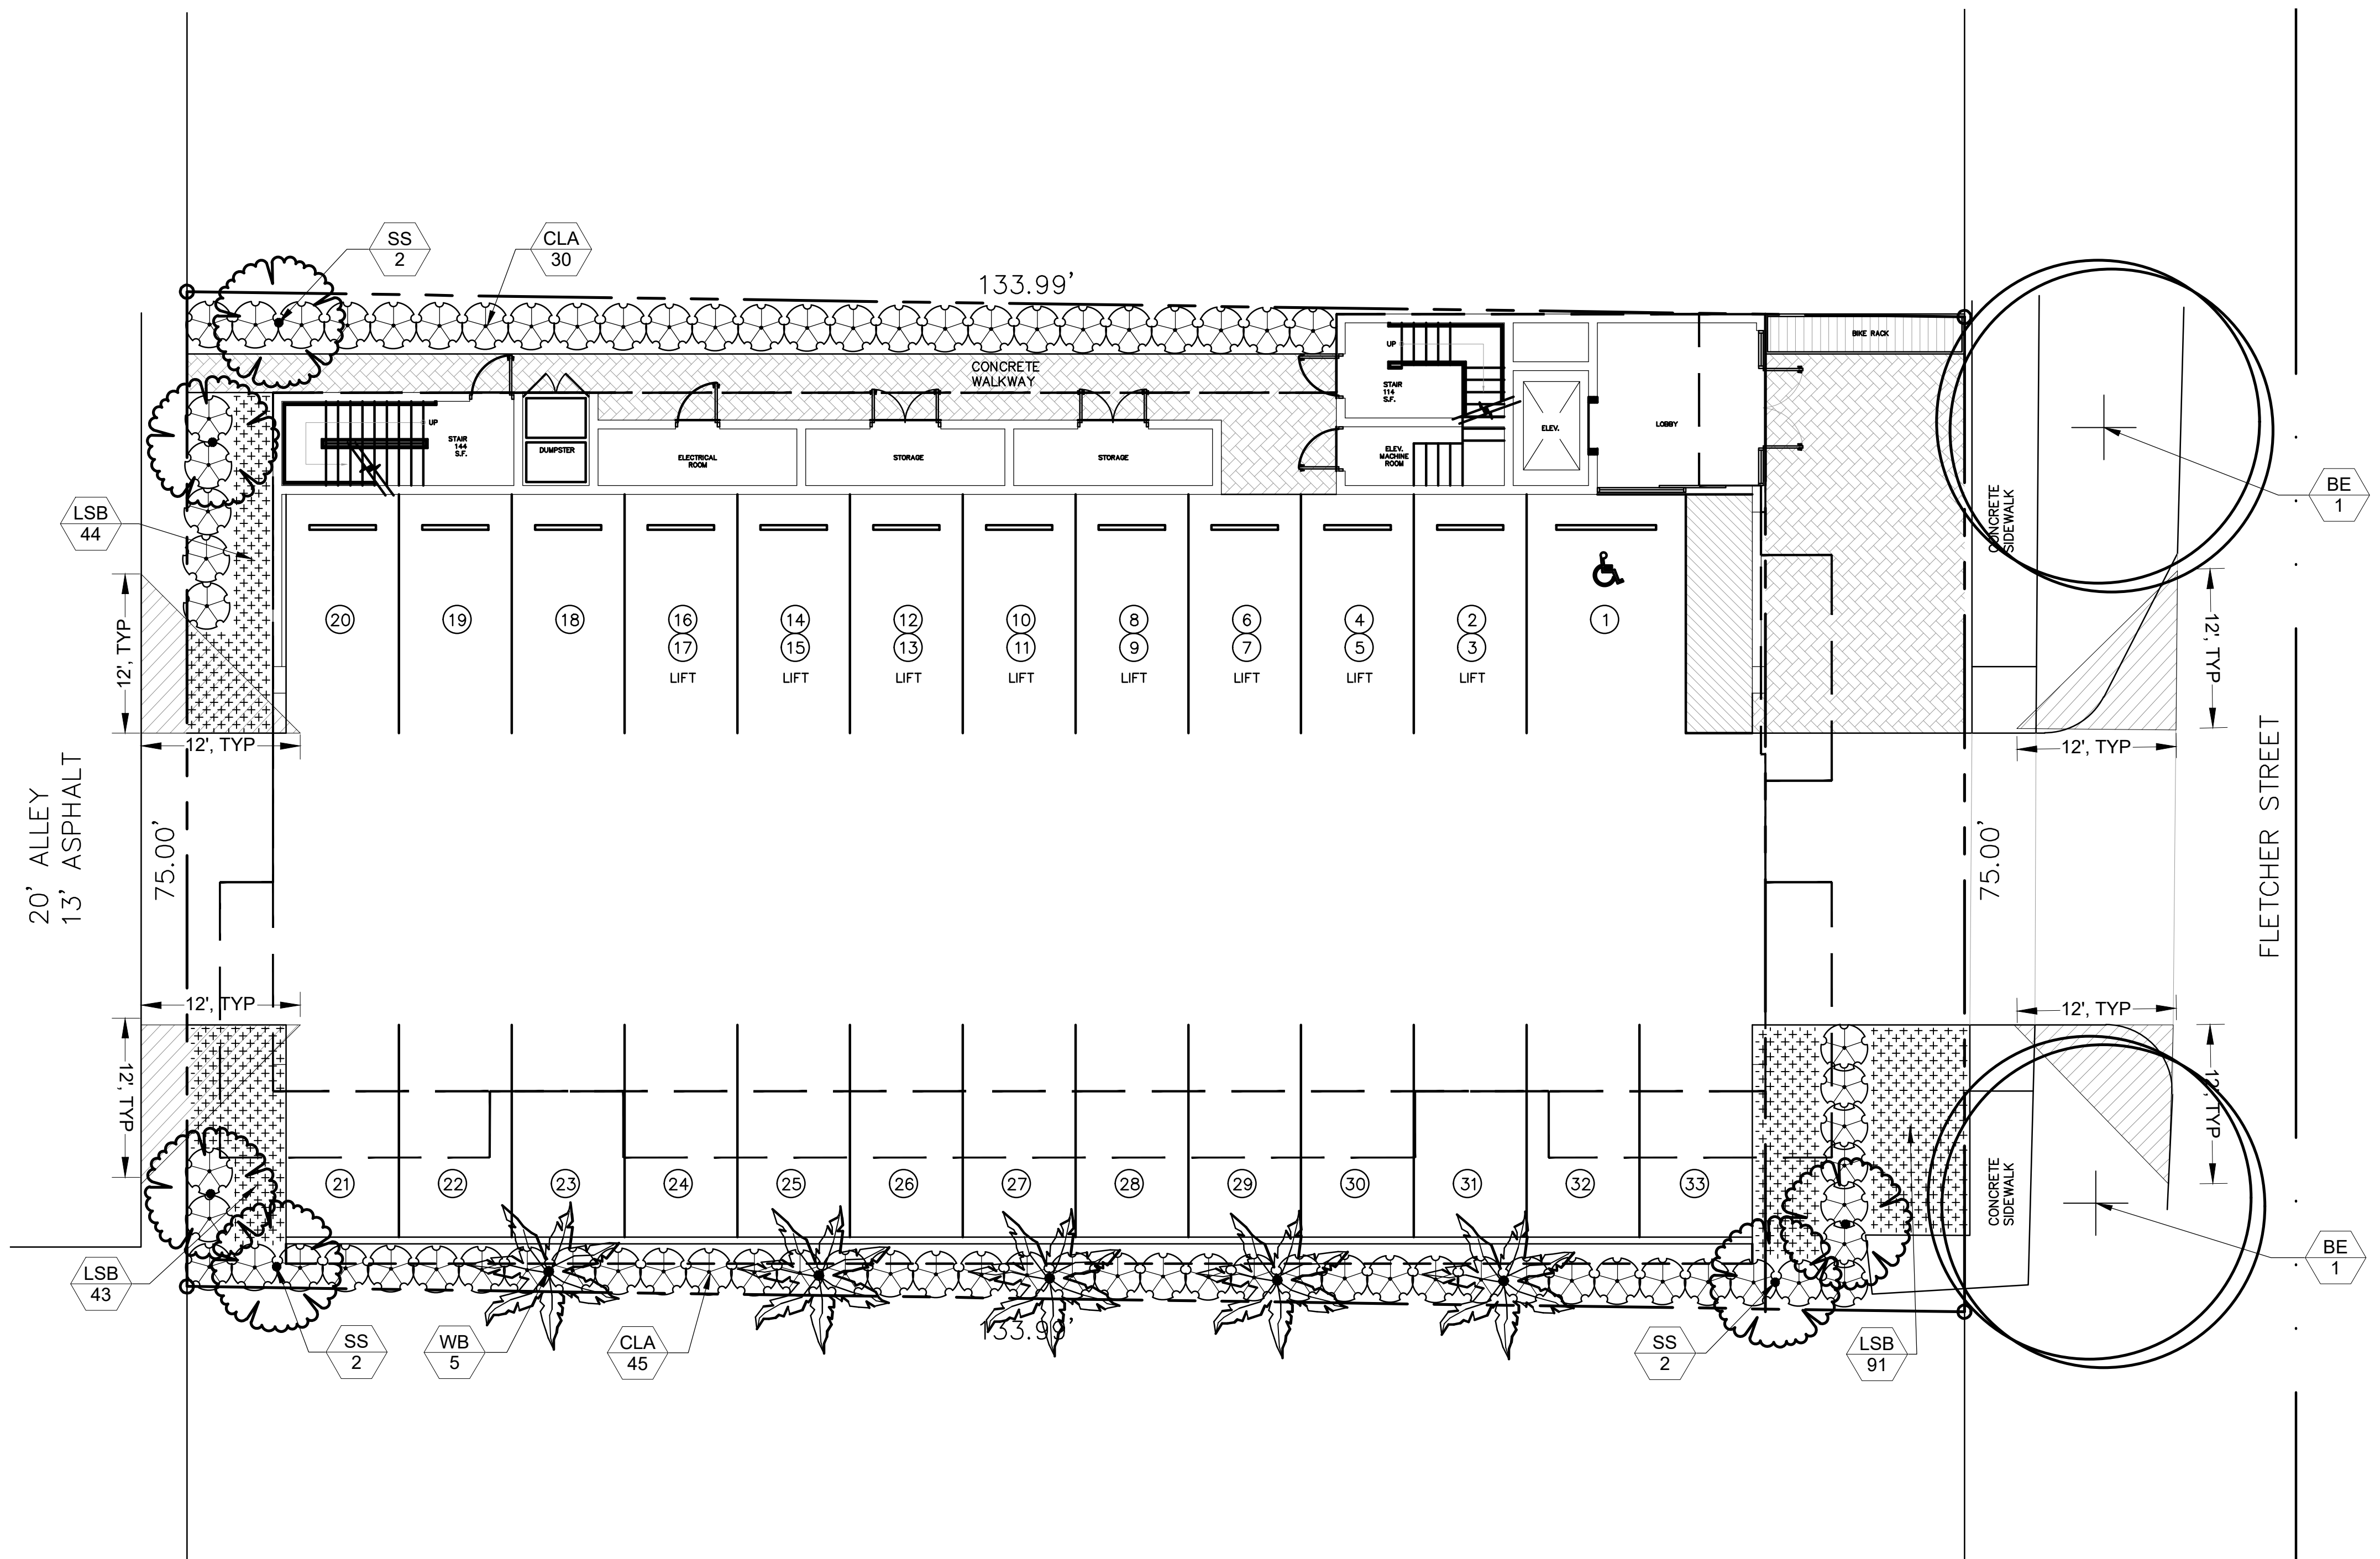 SS
2
CLA
30
133.99'
BIKE RACK
UP
CONCRETE
WALKWAY
STAIR
114
S.F.
UP
LOBBY
ELEV.
STAIR
144
S.F.
DUMPSTER
ELECTRICAL
ROOM
STORAGE
STORAGE
ELEV.
MACHINE
ROOM
BE
1
LSB
44
CONCRETE
SIDEWALK
20
19
18
16
17
LIFT
14
15
LIFT
12
13
LIFT
10
11
LIFT
8
9
LIFT
6
7
LIFT
4
5
LIFT
2
3
LIFT
1
12', TYP
12', TYP
12', TYP
12', TYP
20' ALLEY
13' ASPHALT
75.00'
75.00'
FLETCHER STREET
12', TYP
12', TYP
12', TYP
12', TYP
21
22
23
24
25
26
27
28
29
30
31
32
33
CONCRETE
SIDEWALK
LSB
43
BE
1
133.99'
SS
2
WB
5
CLA
45
SS
2
LSB
91